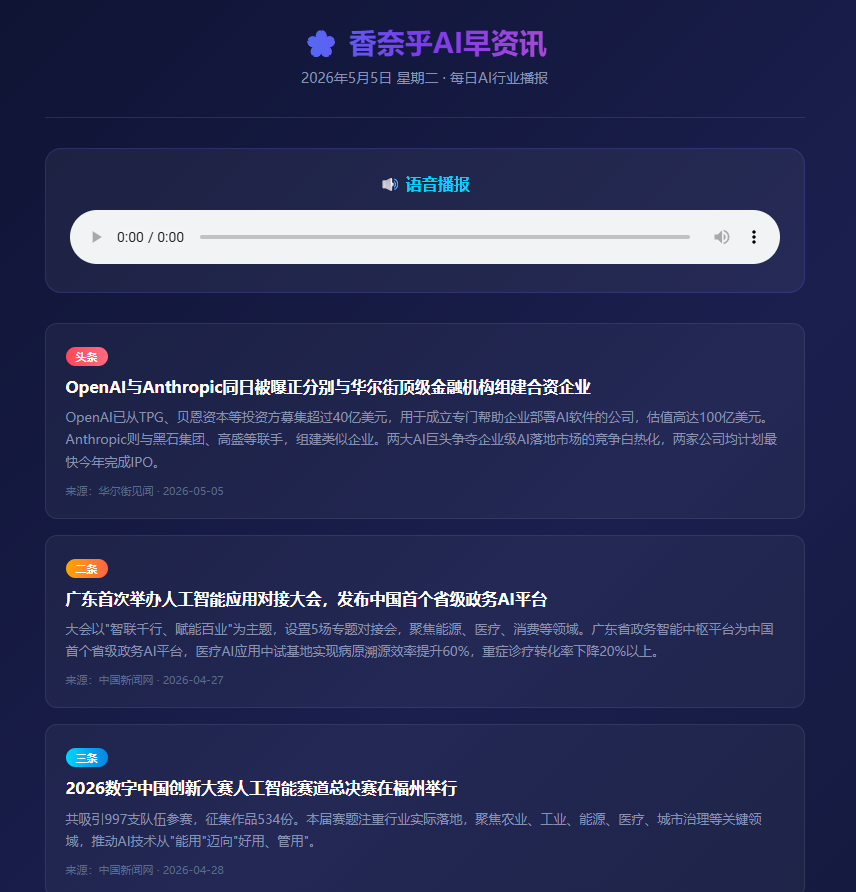 香奈乎AI早资讯
2026年5月5日 星期二 · 每日AI行业播报
语音播报
0:00 / 0:00
头条
OpenAI与Anthropic同日被曝正分别与华尔街顶级金融机构组建合资企业
OpenAI已从TPG、贝恩资本等投资方募集超过40亿美元，用于成立专门帮助企业部署AI软件的公司，估值高达100亿美元。
Anthropic则与黑石集团、高盛等联手，组建类似企业。两大AI巨头争夺企业级AI落地市场的竞争白热化，两家公司均计划最
快今年完成IPO。
来源：华尔街见闻 · 2026-05-05
二条
广东首次举办人工智能应用对接大会，发布中国首个省级政务AI平台
大会以"智联千行、赋能百业"为主题，设置5场专题对接会，聚焦能源、医疗、消费等领域。广东省政务智能中枢平台为中国
首个省级政务AI平台，医疗AI应用中试基地实现病原溯源效率提升60%，重症诊疗转化率下降20%以上。
来源：中国新闻网 · 2026-04-27
三条
2026数字中国创新大赛人工智能赛道总决赛在福州举行
共吸引997支队伍参赛，征集作品534份。本届赛题注重行业实际落地，聚焦农业、工业、能源、医疗、城市治理等关键领
域，推动AI技术从"能用"迈向"好用、管用"。
来源：中国新闻网 · 2026-04-28